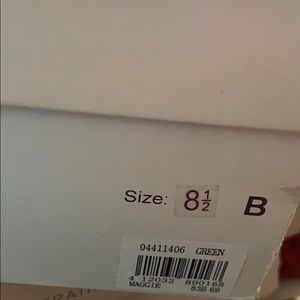 Size: 8½ B
04411406 GREEN
4 12032 890168
MAGGIE 85B 69